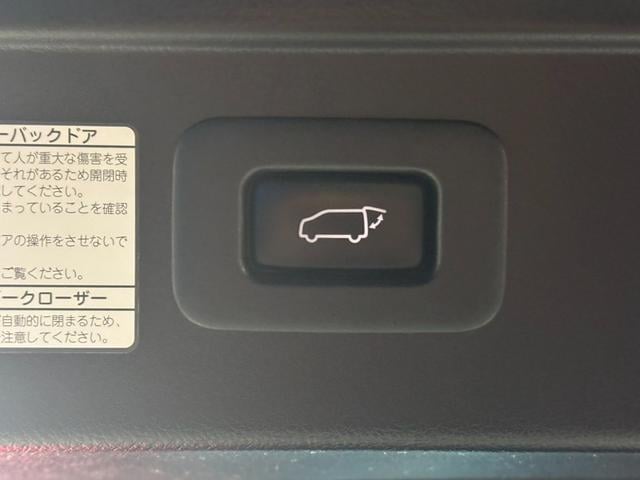 ーバックドア
て人が重大な傷害を受
それがあるため開閉時
してください。
まっていることを確認
アの操作をさせないで
ご覧ください。
ークローザー
自動的に閉まるため、
注意してください。